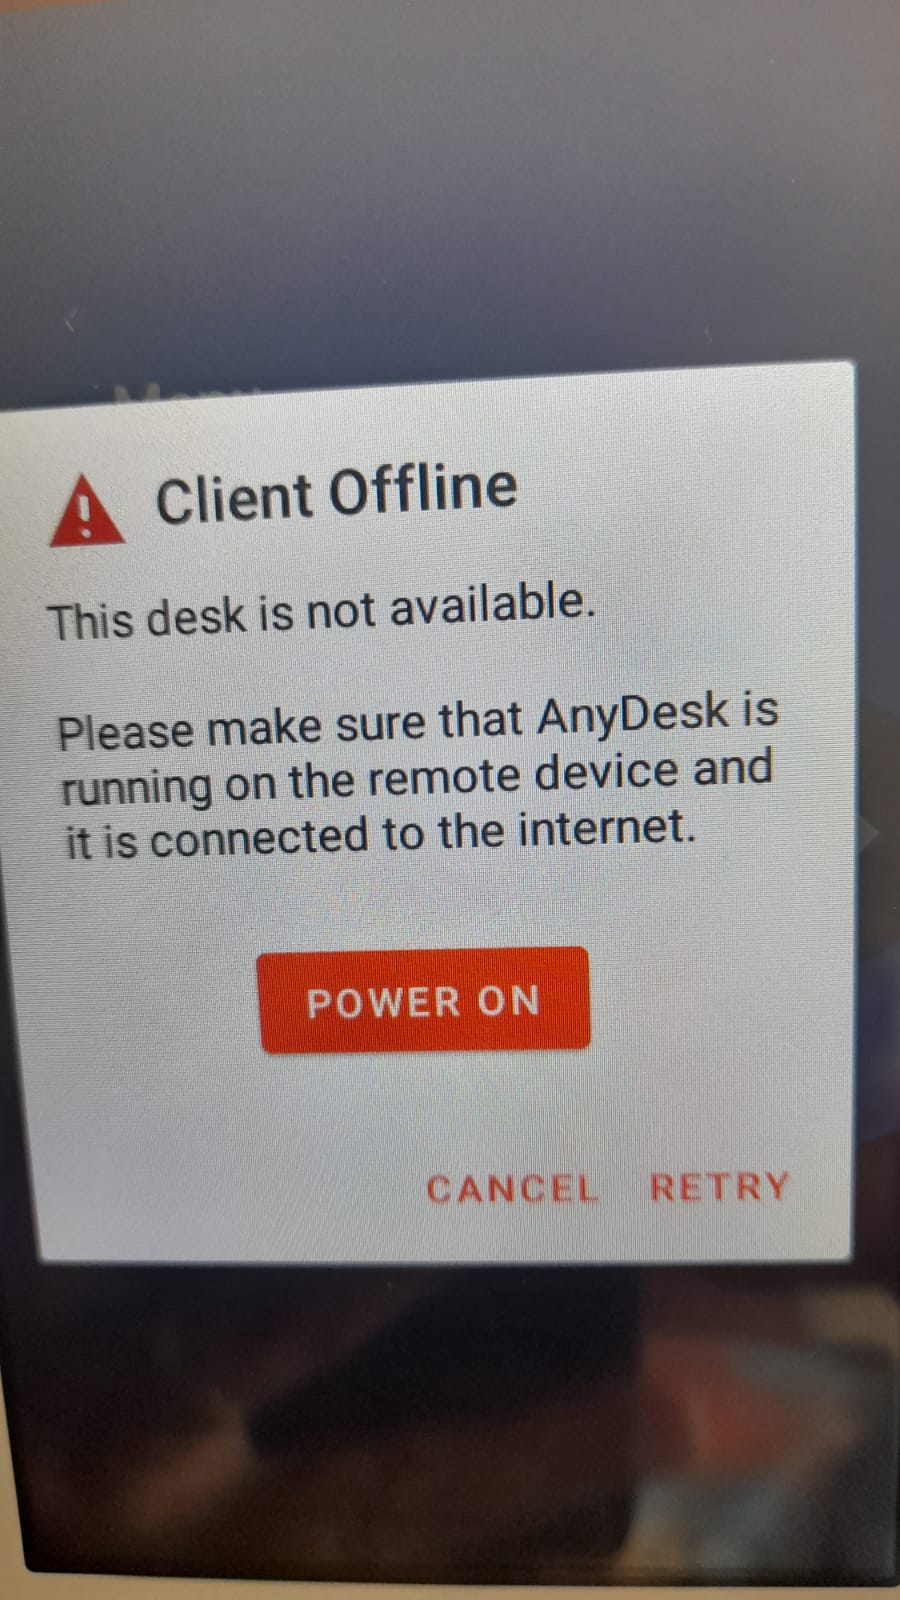 Client Offline
This desk is not available.
Please make sure that AnyDesk is
running on the remote device and
it is connected to the internet.
POWER ON
CANCEL RETRY